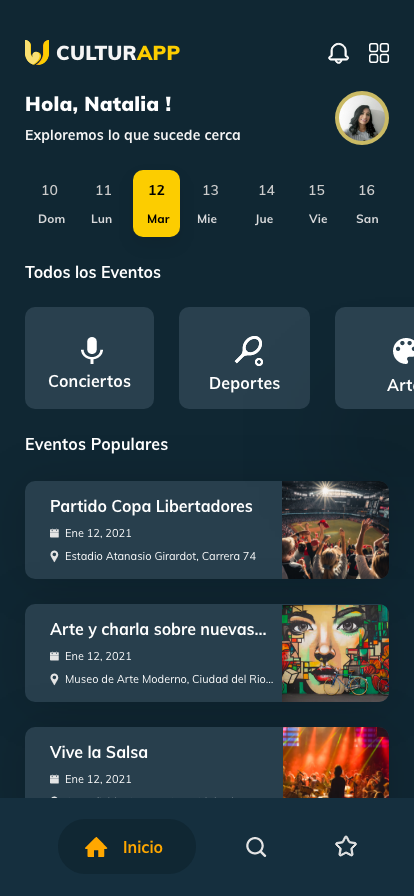 CULTURAPP
Hola, Natalia !
Exploremos lo que sucede cerca
10 11 12 13 14 15 16
Dom Lun Mar Mie Jue Vie San
Todos los Eventos
Conciertos Deportes Art
Eventos Populares
Partido Copa Libertadores
Ene 12, 2021
Estadio Atanasio Girardot, Carrera 74
Arte y charla sobre nuevas...
Ene 12, 2021
Museo de Arte Moderno, Ciudad del Rio...
Vive la Salsa
Ene 12, 2021
Inicio